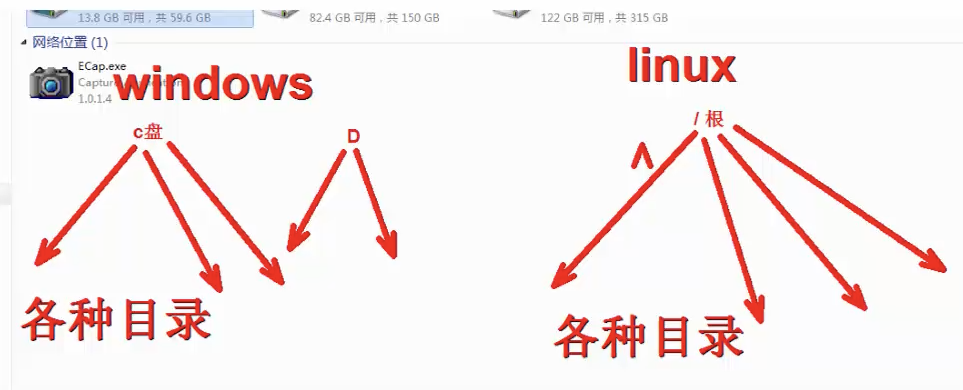 13.8 GB 可用，共 59.6 GB
82.4 GB 可用，共 150 GB
122 GB 可用，共 315 GB
网络位置 (1)
ECap.exe
1.0.1.4
windows
linux
c盘
D
/ 根
各种目录
各种目录